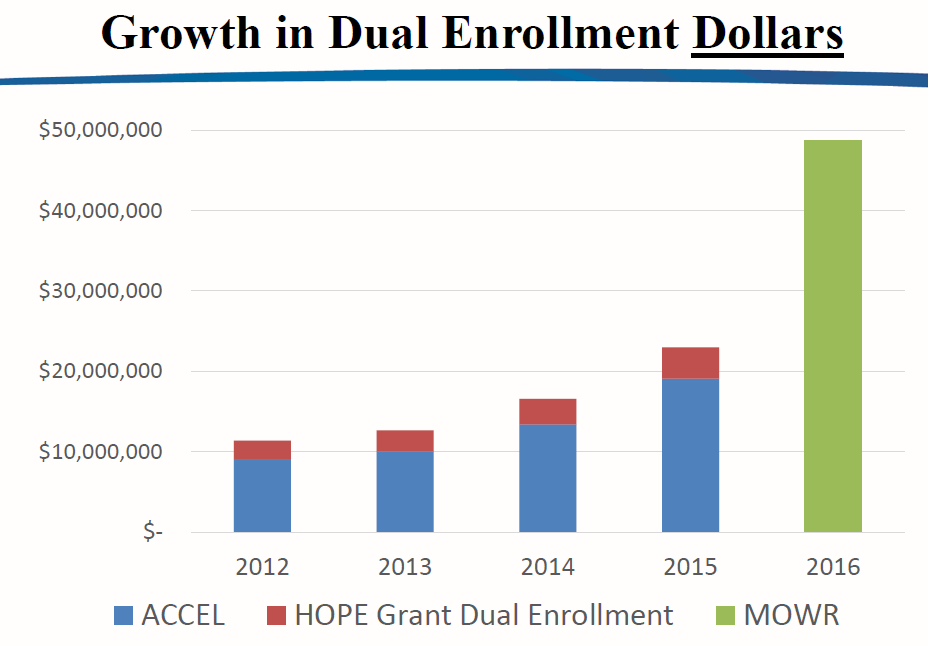 Growth in Dual Enrollment Dollars
$50,000,000
$40,000,000
$30,000,000
$20,000,000
$10,000,000
$-
2012 2013 2014 2015 2016
ACCEL HOPE Grant Dual Enrollment MOWR